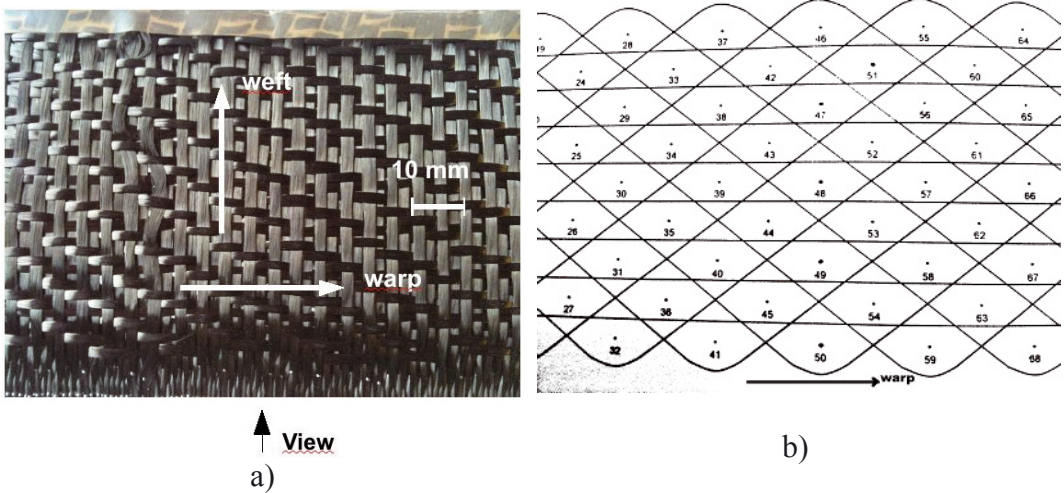 weft
10 mm
warp
View
a)
19 28 37 46 55 64
24 33 42 51 60
29 38 47 56 65
25 34 43 52 61
30 39 48 57 66
26 35 44 53 62
31 40 49 58 67
27 36 45 54 63
32 41 50 59 68
warp
b)